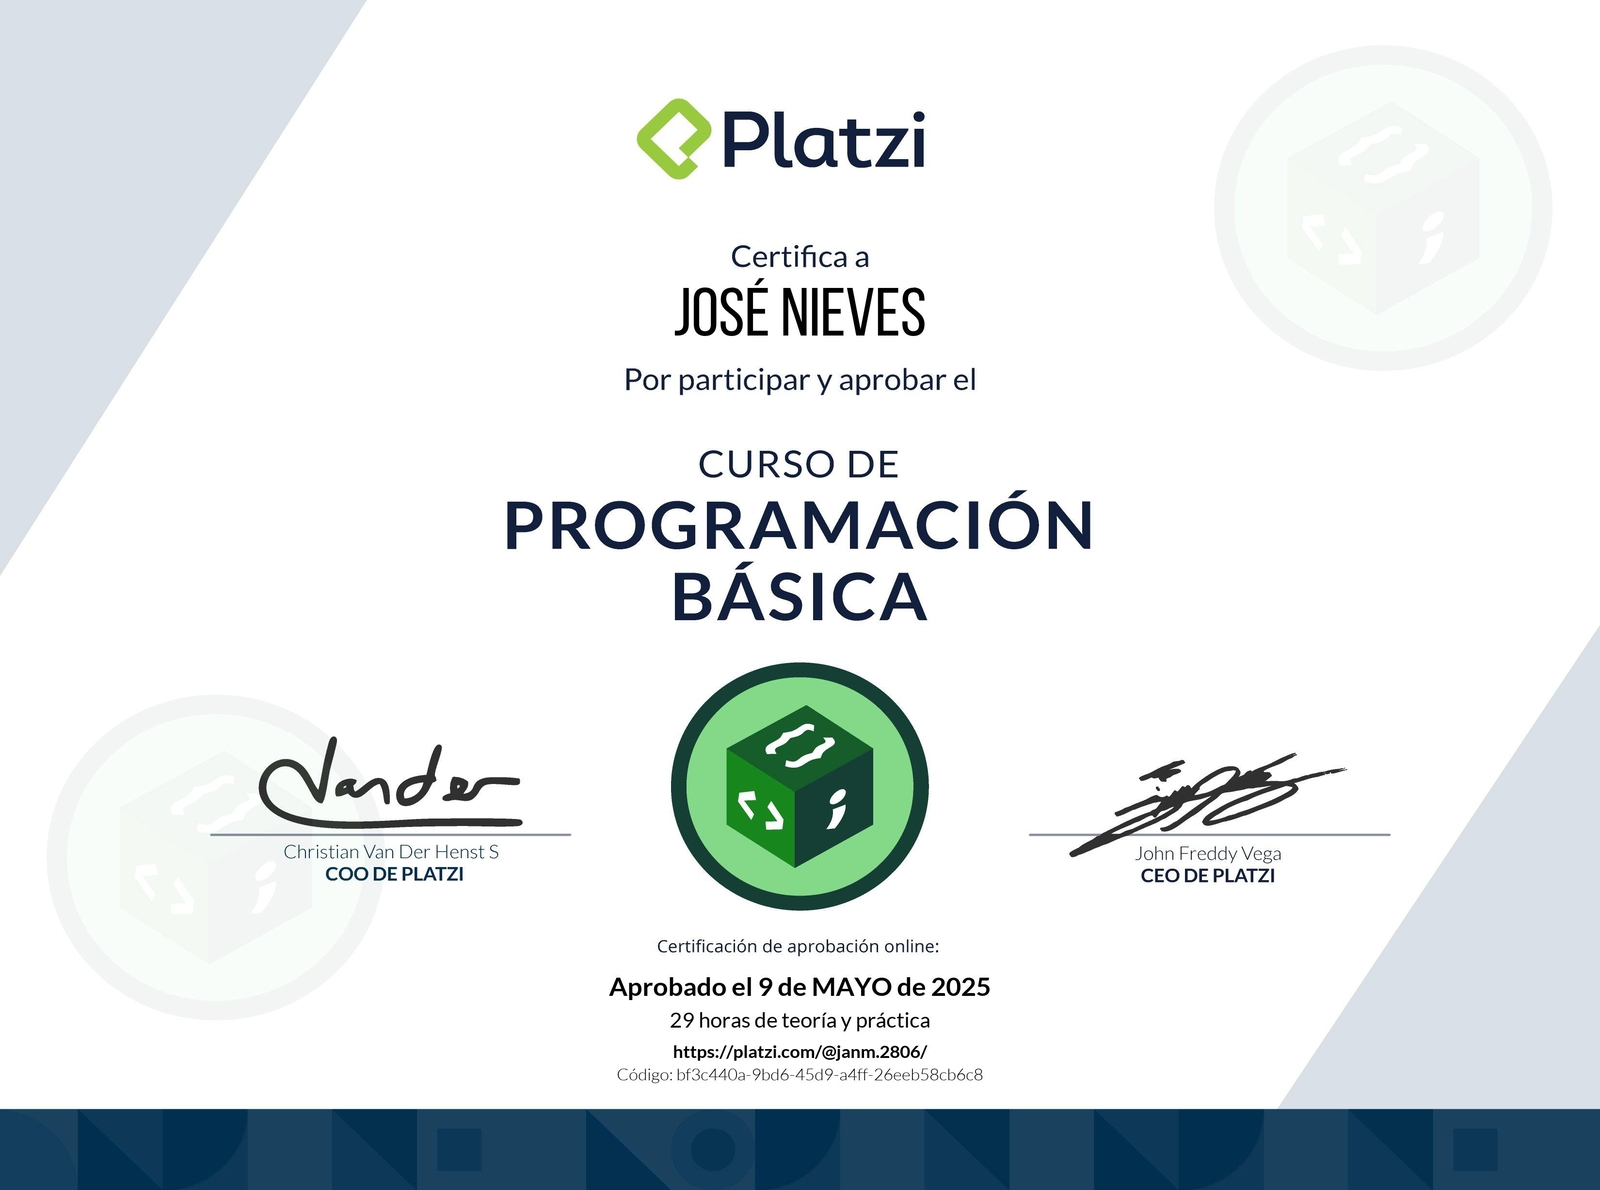 Platzi
Certifica a
JOSÉ NIEVES
Por participar y aprobar el
CURSO DE
PROGRAMACIÓN
BÁSICA
Vander
Christian Van Der Henst S
COO DE PLATZI
John Freddy Vega
CEO DE PLATZI
Certificación de aprobación online:
Aprobado el 9 de MAYO de 2025
29 horas de teoría y práctica
https://platzi.com/@janm.2806/
Código: bf3c440a-9bd6-45d9-a4ff-26eeb58cb6c8